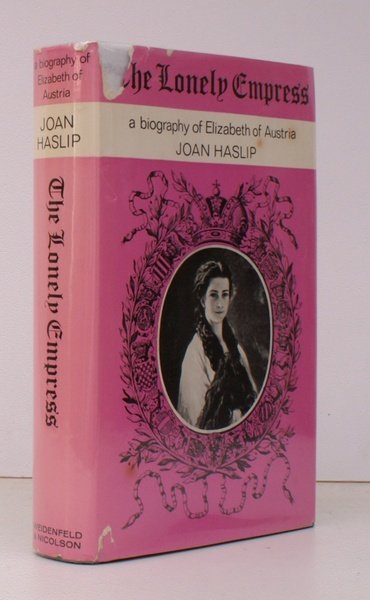 a biography of
Elizabeth of
Austria
JOAN
HASLIP
The Lonely Empress
WEIDENFELD
& NICOLSON
The Lonely Empress
a biography of Elizabeth of Austria
JOAN HASLIP